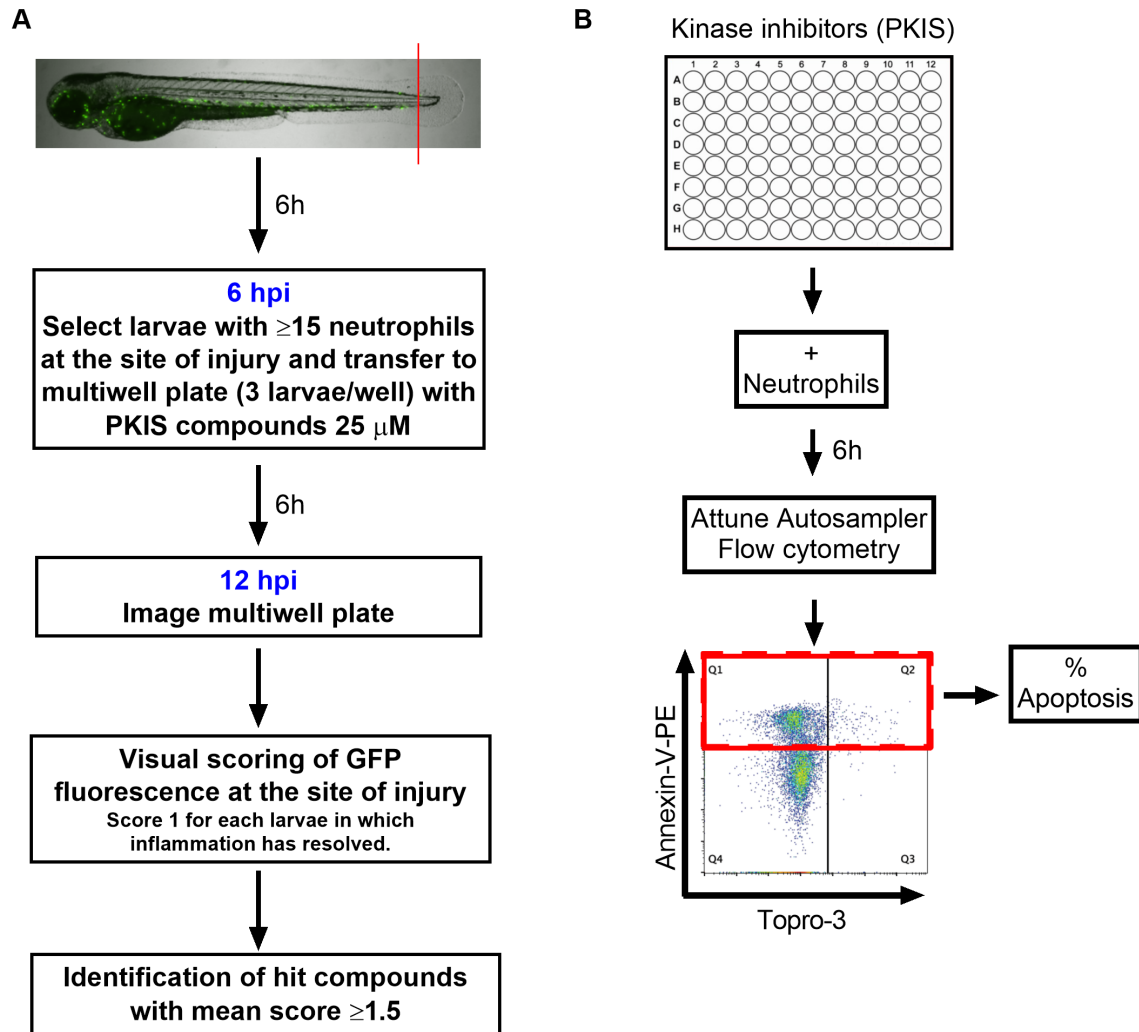 A
6h
6 hpi
Select larvae with ≥15 neutrophils
at the site of injury and transfer to
multiwell plate (3 larvae/well) with
PKIS compounds 25 μM
6h
12 hpi
Image multiwell plate
Visual scoring of GFP
fluorescence at the site of injury
Score 1 for each larvae in which
inflammation has resolved.
Identification of hit compounds
with mean score ≥1.5
B
Kinase inhibitors (PKIS)
1 2 3 4 5 6 7 8 9 10 11 12
A
B
C
D
E
F
G
H
+
Neutrophils
6h
Attune Autosampler
Flow cytometry
Q1 Q2
Q4 Q3
Annexin-V-PE
Topro-3
%
Apoptosis